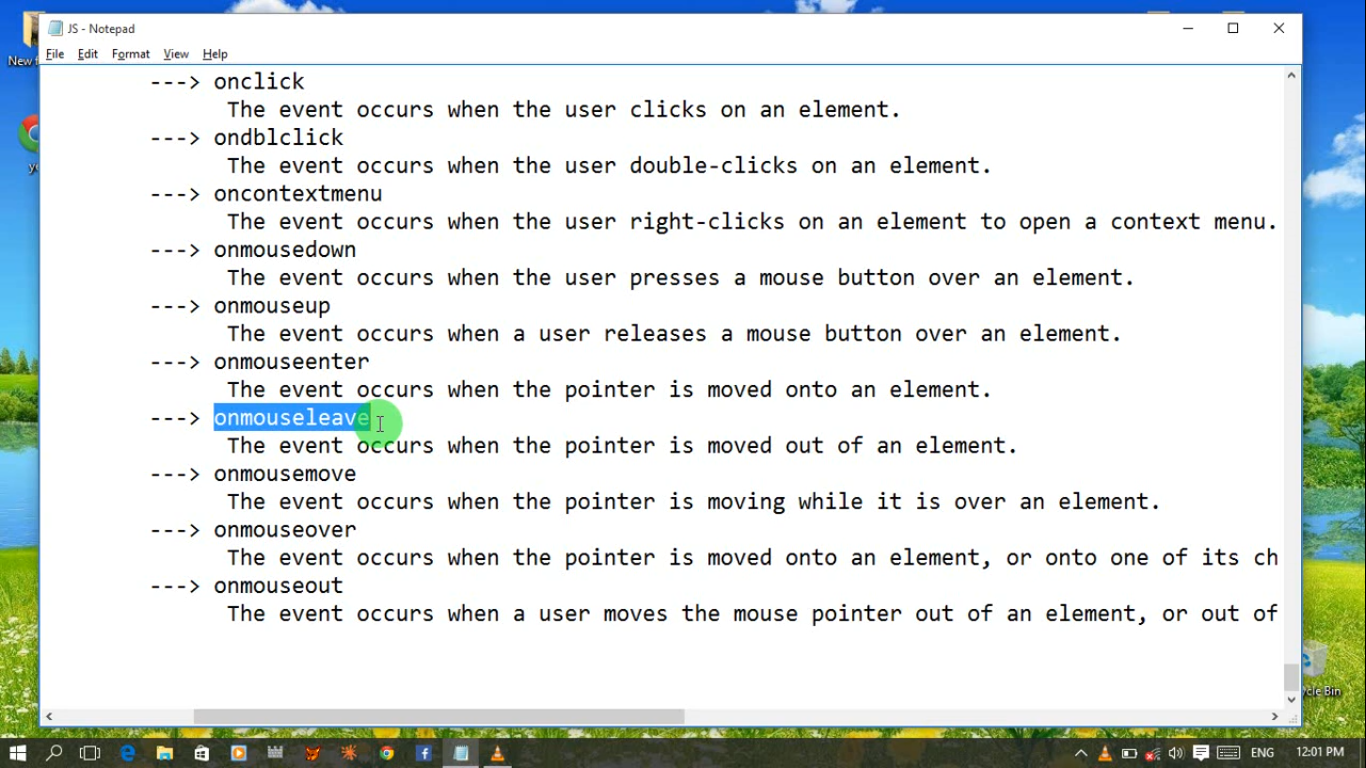 JS - Notepad
File Edit Format View Help
---> onclick
The event occurs when the user clicks on an element.
---> ondblclick
The event occurs when the user double-clicks on an element.
---> oncontextmenu
The event occurs when the user right-clicks on an element to open a context menu.
---> onmousedown
The event occurs when the user presses a mouse button over an element.
---> onmouseup
The event occurs when a user releases a mouse button over an element.
---> onmouseenter
The event occurs when the pointer is moved onto an element.
---> onmouseleave
The event occurs when the pointer is moved out of an element.
---> onmousemove
The event occurs when the pointer is moving while it is over an element.
---> onmouseover
The event occurs when the pointer is moved onto an element, or onto one of its ch
---> onmouseout
The event occurs when a user moves the mouse pointer out of an element, or out of
New
cle Bin
ENG 12:01 PM